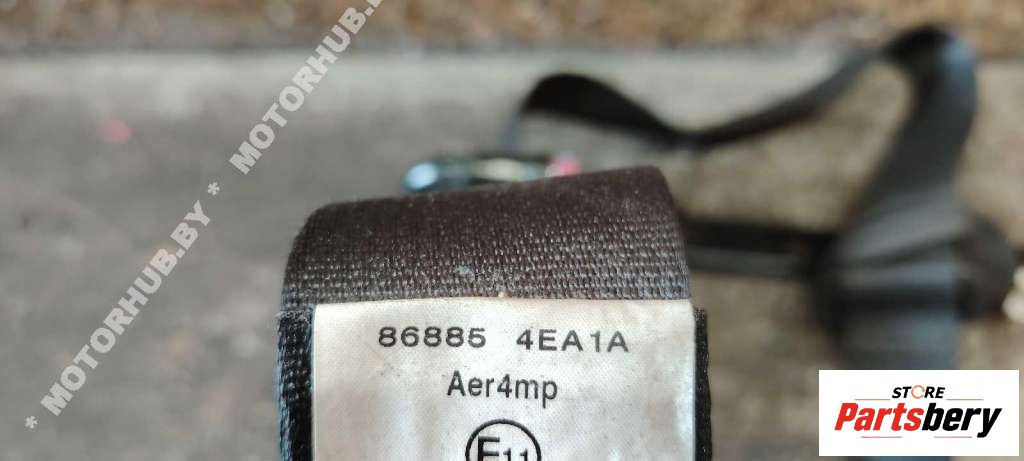 * MOTORHUB.BY * MOTORHUB.BY
86885 4EA1A
Aer4mp
E11
STORE
Partsbery